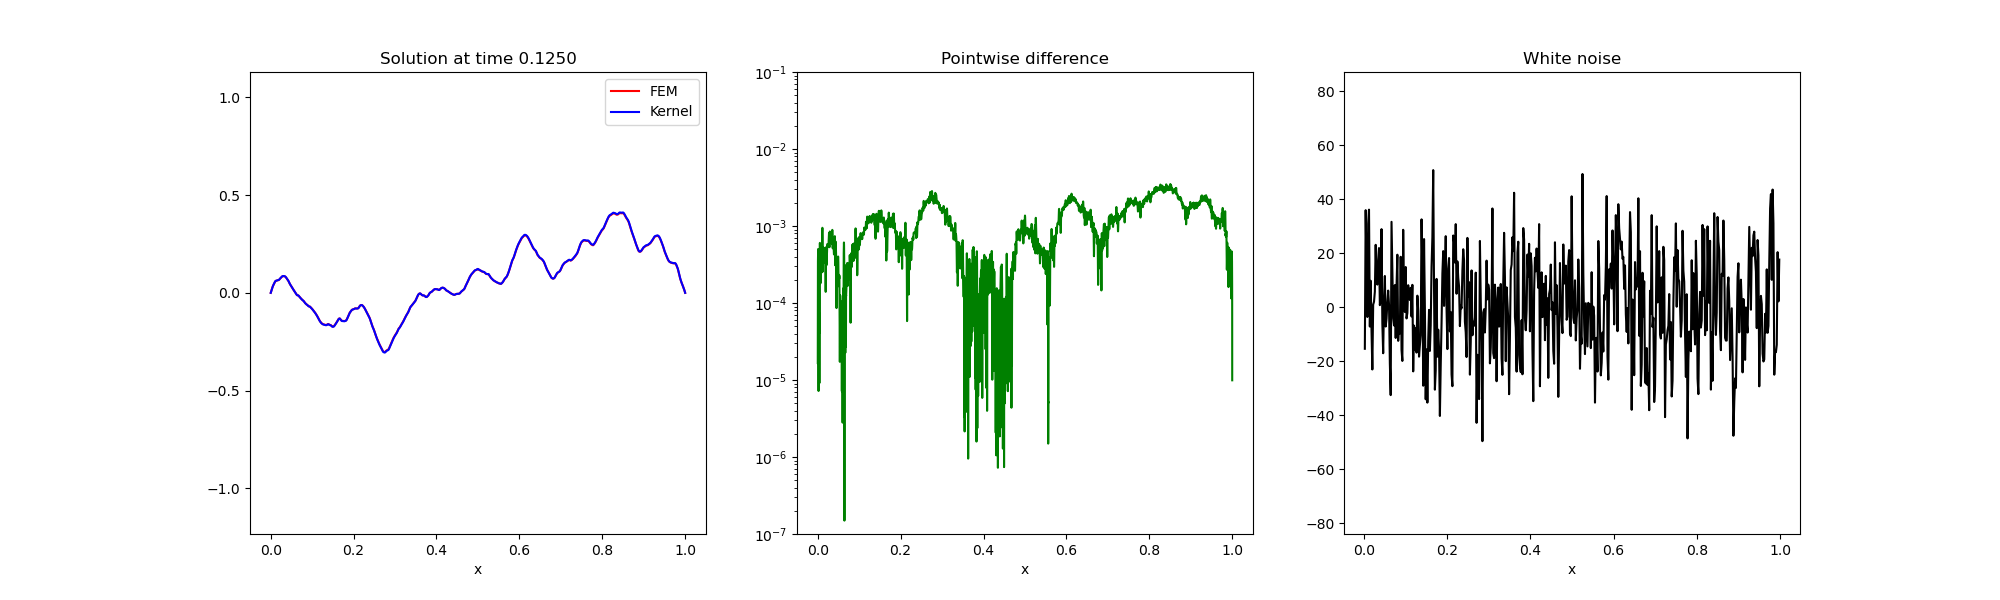 Solution at time 0.1250
1.0
0.5
0.0
−0.5
−1.0
FEM
Kernel
0.0 0.2 0.4 0.6 0.8 1.0
x
Pointwise difference
10⁻¹
10⁻²
10⁻³
10⁻⁴
10⁻⁵
10⁻⁶
10⁻⁷
0.0 0.2 0.4 0.6 0.8 1.0
x
White noise
80
60
40
20
0
−20
−40
−60
−80
0.0 0.2 0.4 0.6 0.8 1.0
x